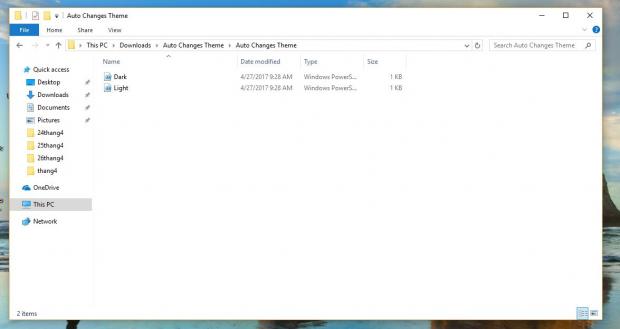 Auto Changes Theme
File Home Share View
This PC Downloads Auto Changes Theme Auto Changes Theme Search Auto Changes Theme
Name Date modified Type Size
Dark 4/27/2017 9:28 AM Windows PowerS... 1 KB
Light 4/27/2017 9:28 AM Windows PowerS... 1 KB
Quick access
Desktop
Downloads
Documents
Pictures
24thang4
25thang4
26thang4
thang4
OneDrive
This PC
Network
2 items